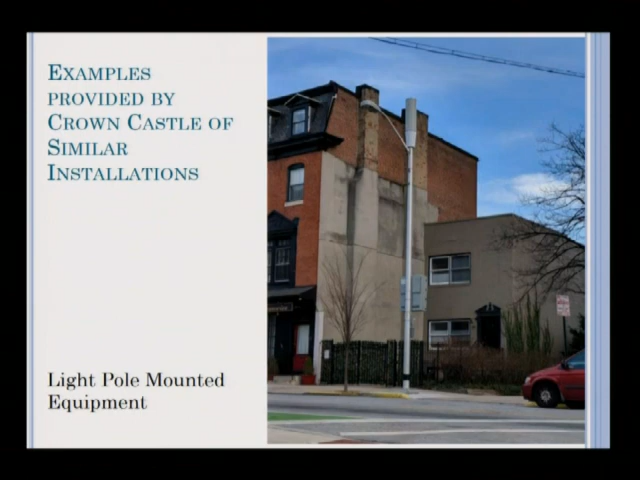 Examples
provided by
Crown Castle of
Similar
Installations
Light Pole Mounted
Equipment